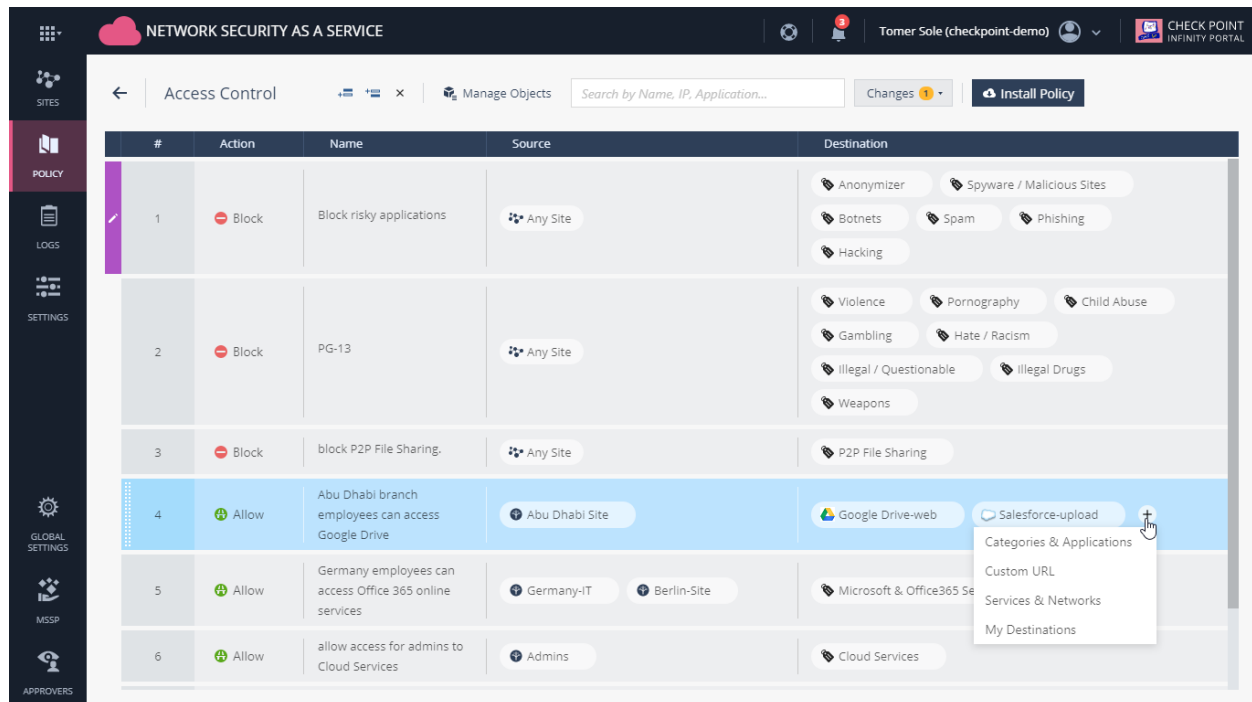 NETWORK SECURITY AS A SERVICE
3
Tomer Sole (checkpoint-demo)
CHECK POINT
INFINITY PORTAL
SITES
POLICY
LOGS
SETTINGS
GLOBAL
SETTINGS
MSSP
APPROVERS
Access Control
Manage Objects
Search by Name, IP, Application...
Changes 1
Install Policy
# Action Name Source Destination
1 Block Block risky applications Any Site
Anonymizer Spyware / Malicious Sites
Botnets Spam Phishing
Hacking
2 Block PG-13 Any Site
Violence Pornography Child Abuse
Gambling Hate / Racism
Illegal / Questionable Illegal Drugs
Weapons
3 Block block P2P File Sharing. Any Site P2P File Sharing
4 Allow
Abu Dhabi branch
employees can access
Google Drive
Abu Dhabi Site
Google Drive-web Salesforce-upload +
Categories & Applications
Custom URL
Services & Networks
My Destinations
5 Allow
Germany employees can
access Office 365 online
services
Germany-IT Berlin-Site
Microsoft & Office365 Se
6 Allow
allow access for admins to
Cloud Services
Admins
Cloud Services